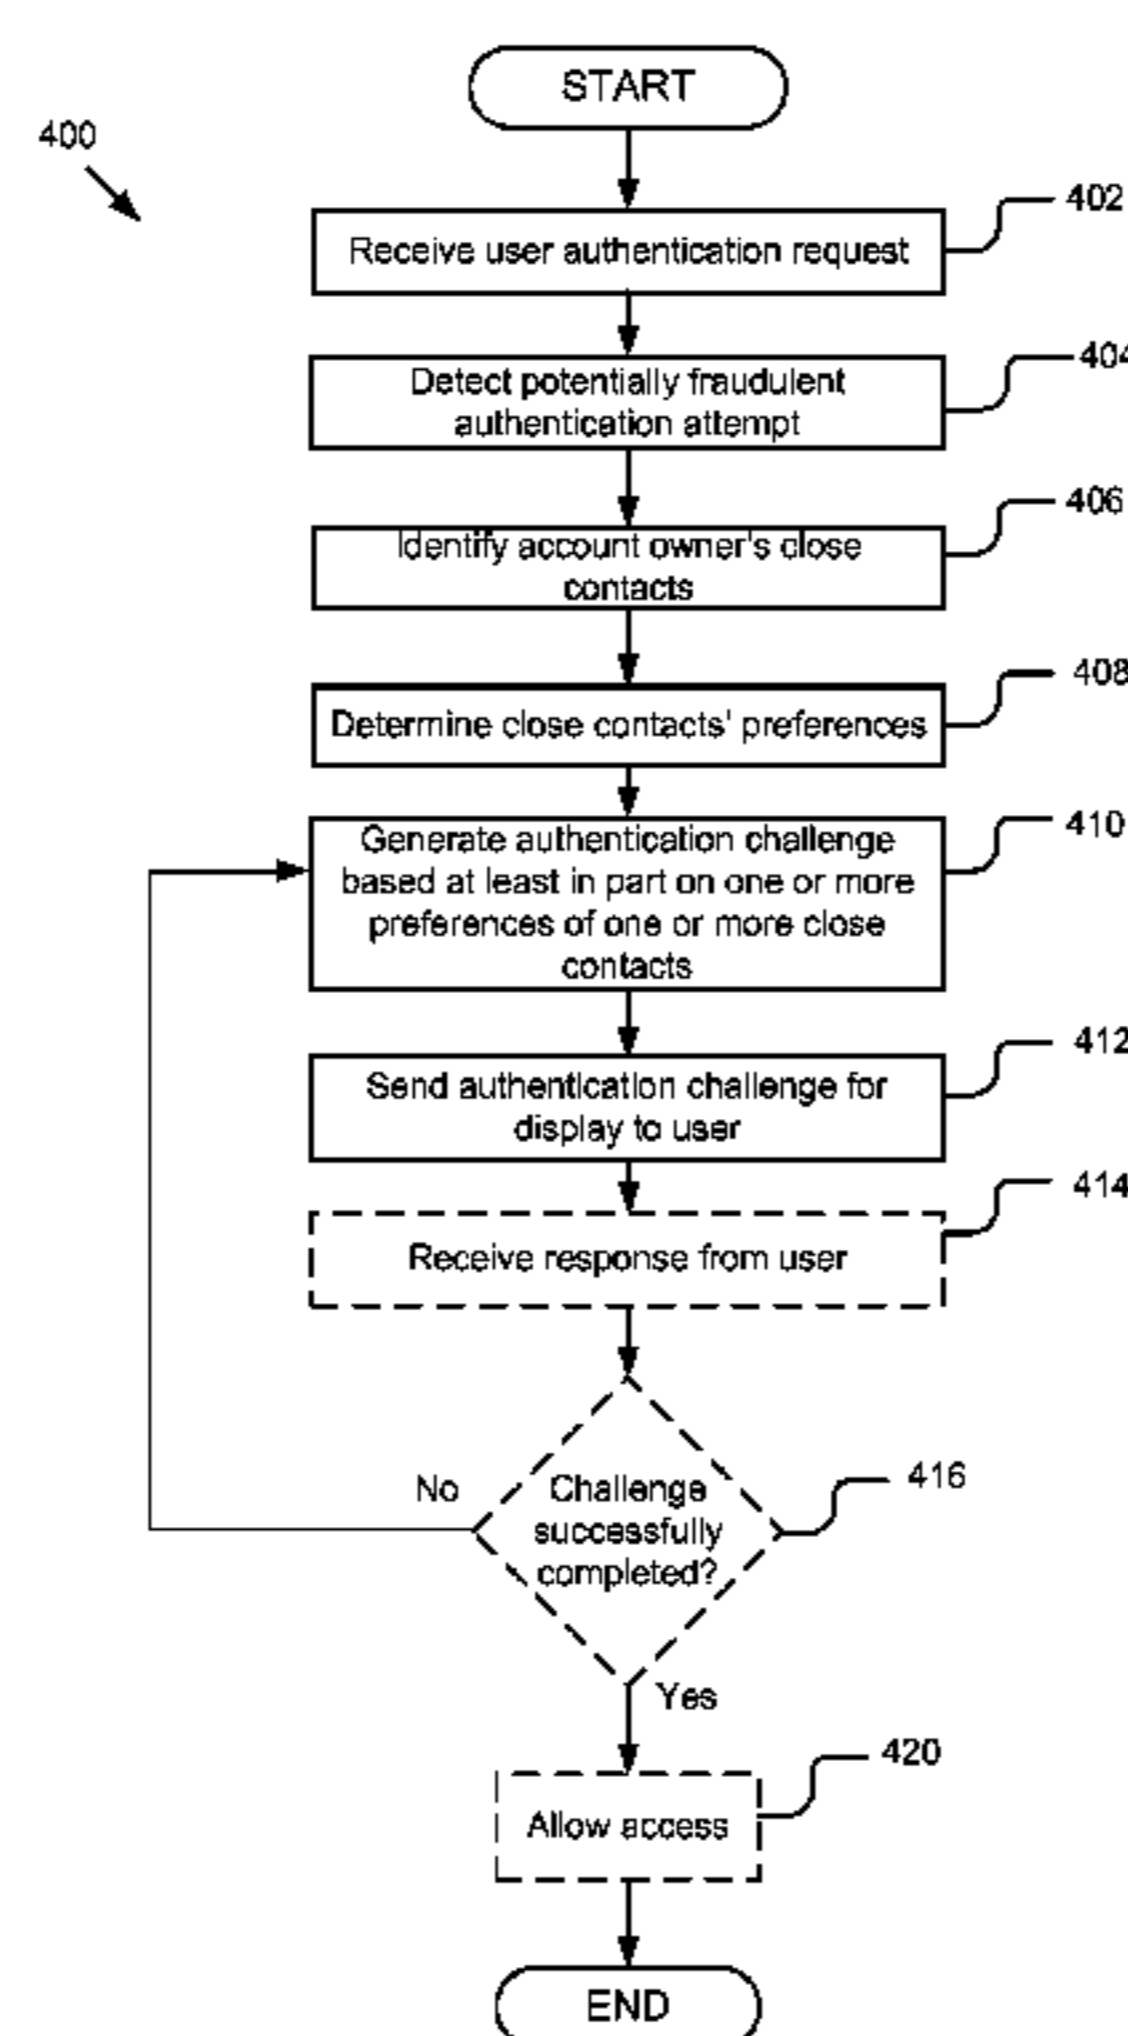 START
400
402
Receive user authentication request
404
Detect potentially fraudulent
authentication attempt
406
Identify account owner's close
contacts
408
Determine close contacts' preferences
410
Generate authentication challenge
based at least in part on one or more
preferences of one or more close
contacts
412
Send authentication challenge for
display to user
414
Receive response from user
416
No
Challenge
successfully
completed?
Yes
420
Allow access
END